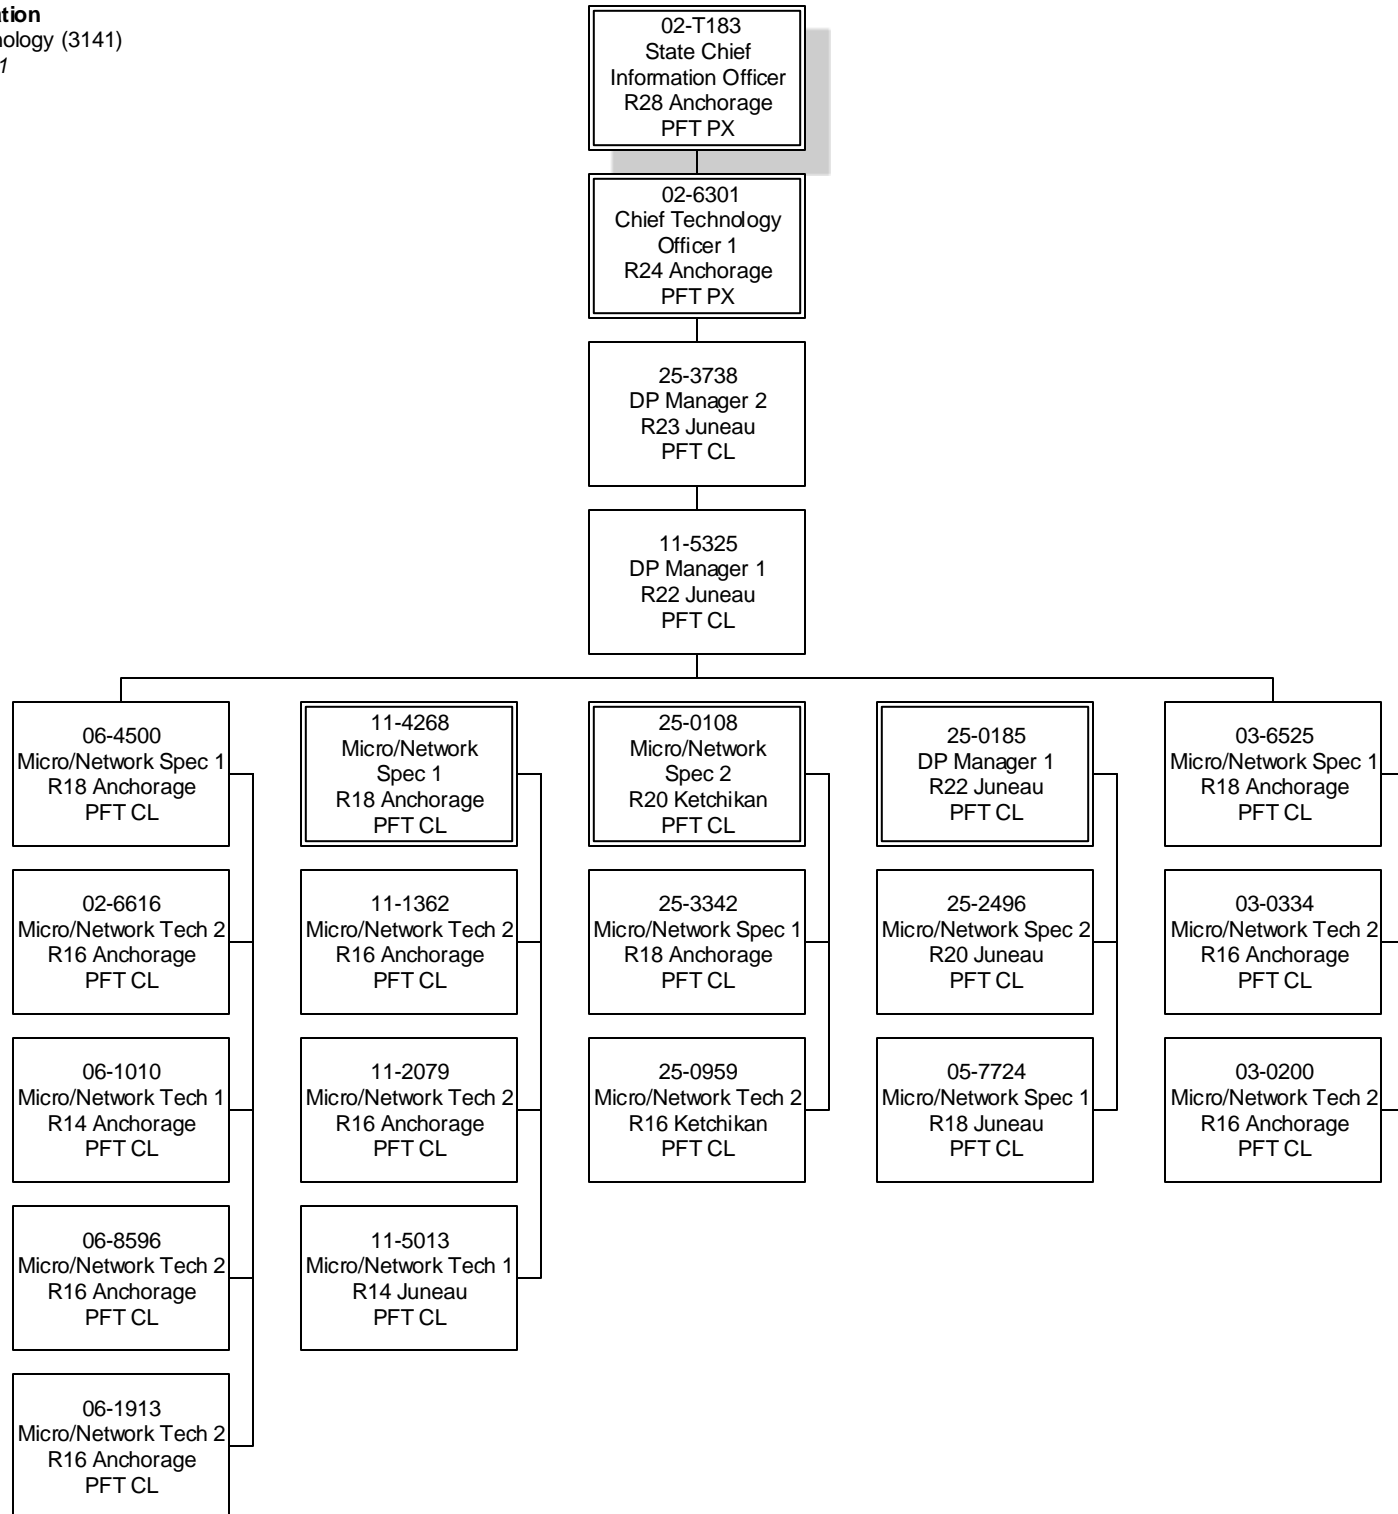 nology (3141)
02-T183
State Chief
Information Officer
R28 Anchorage
PFT PX
02-6301
Chief Technology
Officer 1
R24 Anchorage
PFT PX
25-3738
DP Manager 2
R23 Juneau
PFT CL
11-5325
DP Manager 1
R22 Juneau
PFT CL
06-4500
Micro/Network Spec 1
R18 Anchorage
PFT CL
02-6616
Micro/Network Tech 2
R16 Anchorage
PFT CL
06-1010
Micro/Network Tech 1
R14 Anchorage
PFT CL
06-8596
Micro/Network Tech 2
R16 Anchorage
PFT CL
06-1913
Micro/Network Tech 2
R16 Anchorage
PFT CL
11-4268
Micro/Network
Spec 1
R18 Anchorage
PFT CL
11-1362
Micro/Network Tech 2
R16 Anchorage
PFT CL
11-2079
Micro/Network Tech 2
R16 Anchorage
PFT CL
11-5013
Micro/Network Tech 1
R14 Juneau
PFT CL
25-0108
Micro/Network
Spec 2
R20 Ketchikan
PFT CL
25-3342
Micro/Network Spec 1
R18 Anchorage
PFT CL
25-0959
Micro/Network Tech 2
R16 Ketchikan
PFT CL
25-0185
DP Manager 1
R22 Juneau
PFT CL
25-2496
Micro/Network Spec 2
R20 Juneau
PFT CL
05-7724
Micro/Network Spec 1
R18 Juneau
PFT CL
03-6525
Micro/Network Spec 1
R18 Anchorage
PFT CL
03-0334
Micro/Network Tech 2
R16 Anchorage
PFT CL
03-0200
Micro/Network Tech 2
R16 Anchorage
PFT CL